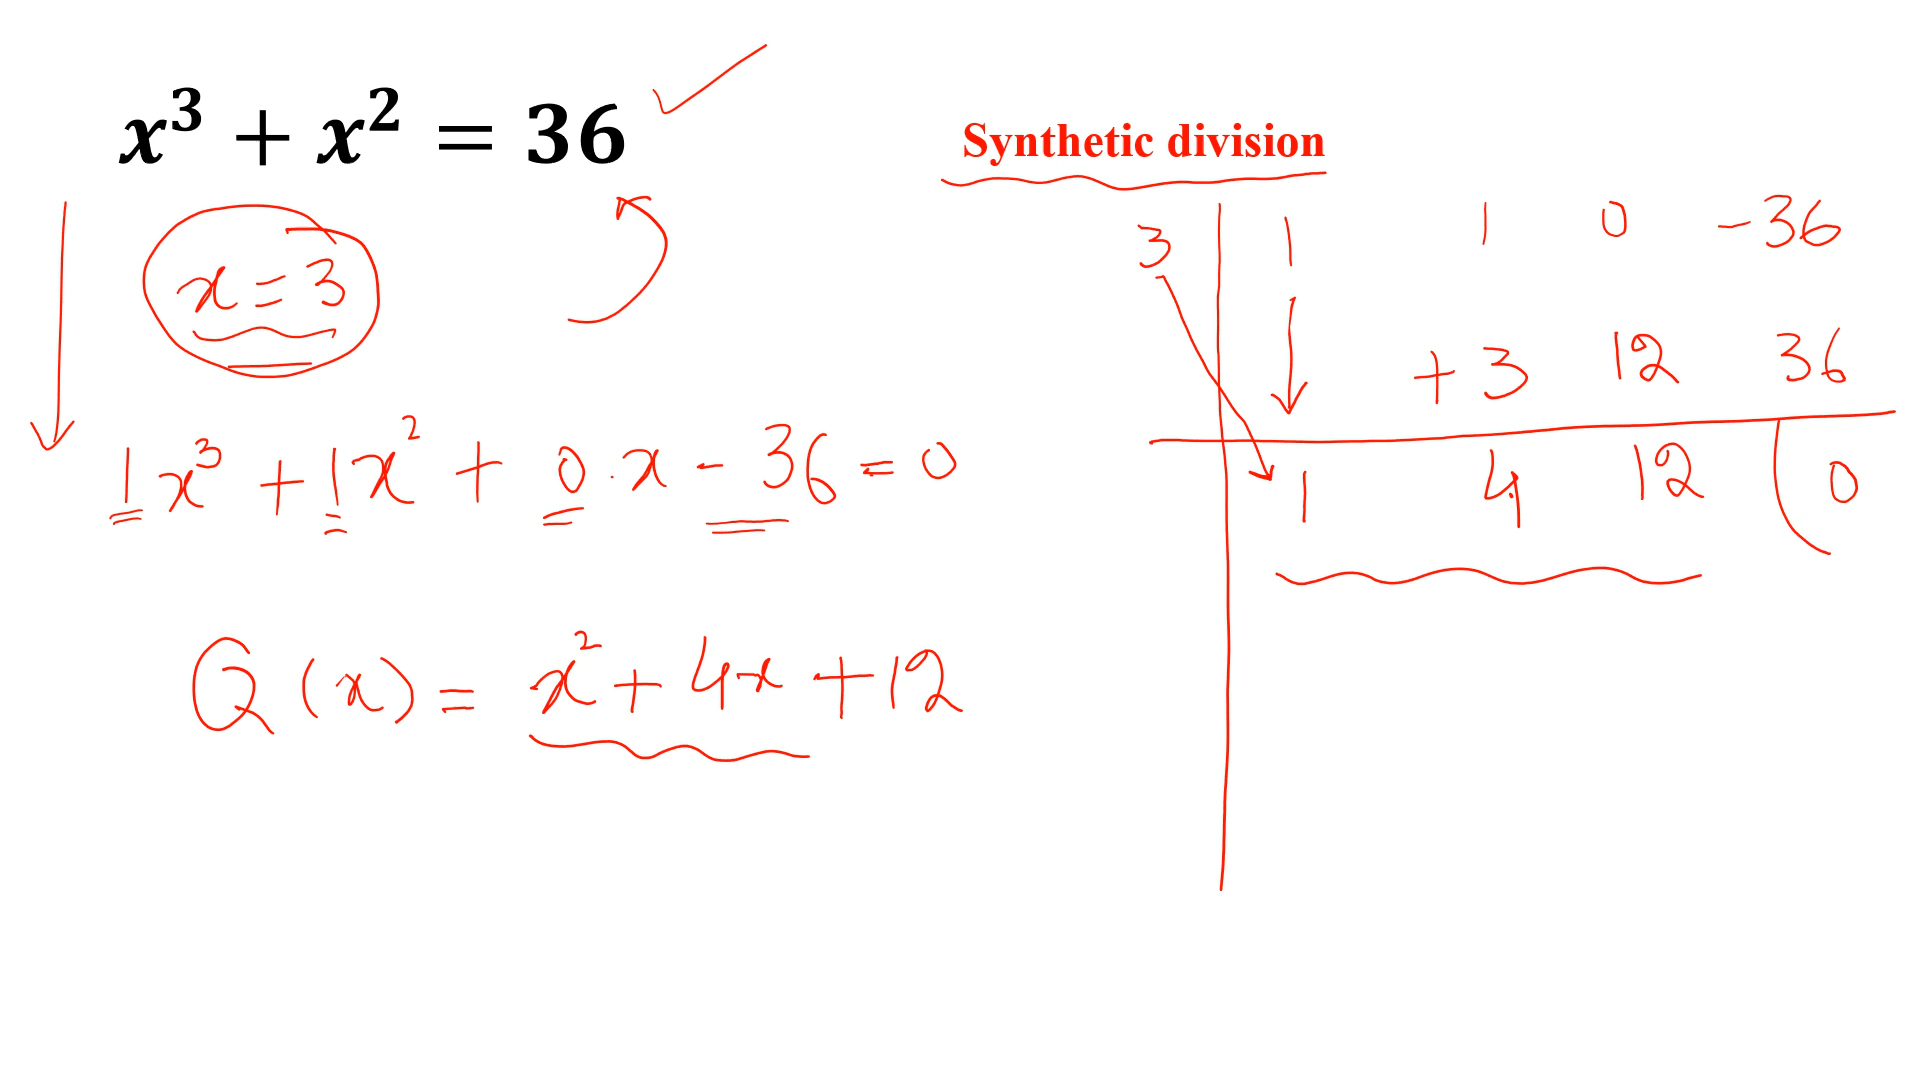 x³ + x² = 36
x = 3
1x³ + 1x² + 0.x - 36 = 0
Q(x) = x² + 4x + 12
Synthetic division
3 1 1 0 -36
+3 12 36
1 4 12 0